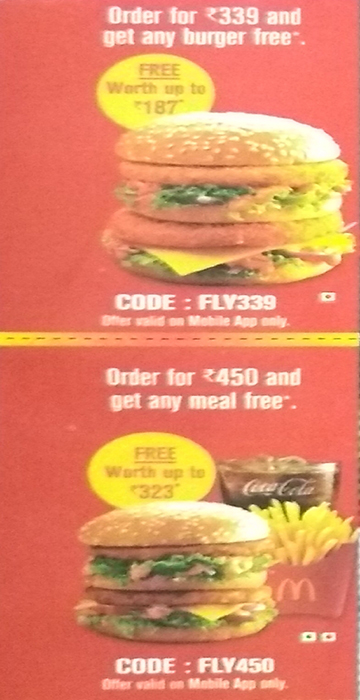 Order for ₹339 and
get any burger free*.
FREE
Worth up to
₹187*
CODE : FLY339
Offer valid on Mobile App only.
Order for ₹450 and
get any meal free*.
FREE
Worth up to
₹323*
Coca-Cola
CODE : FLY450
Offer valid on Mobile App only.